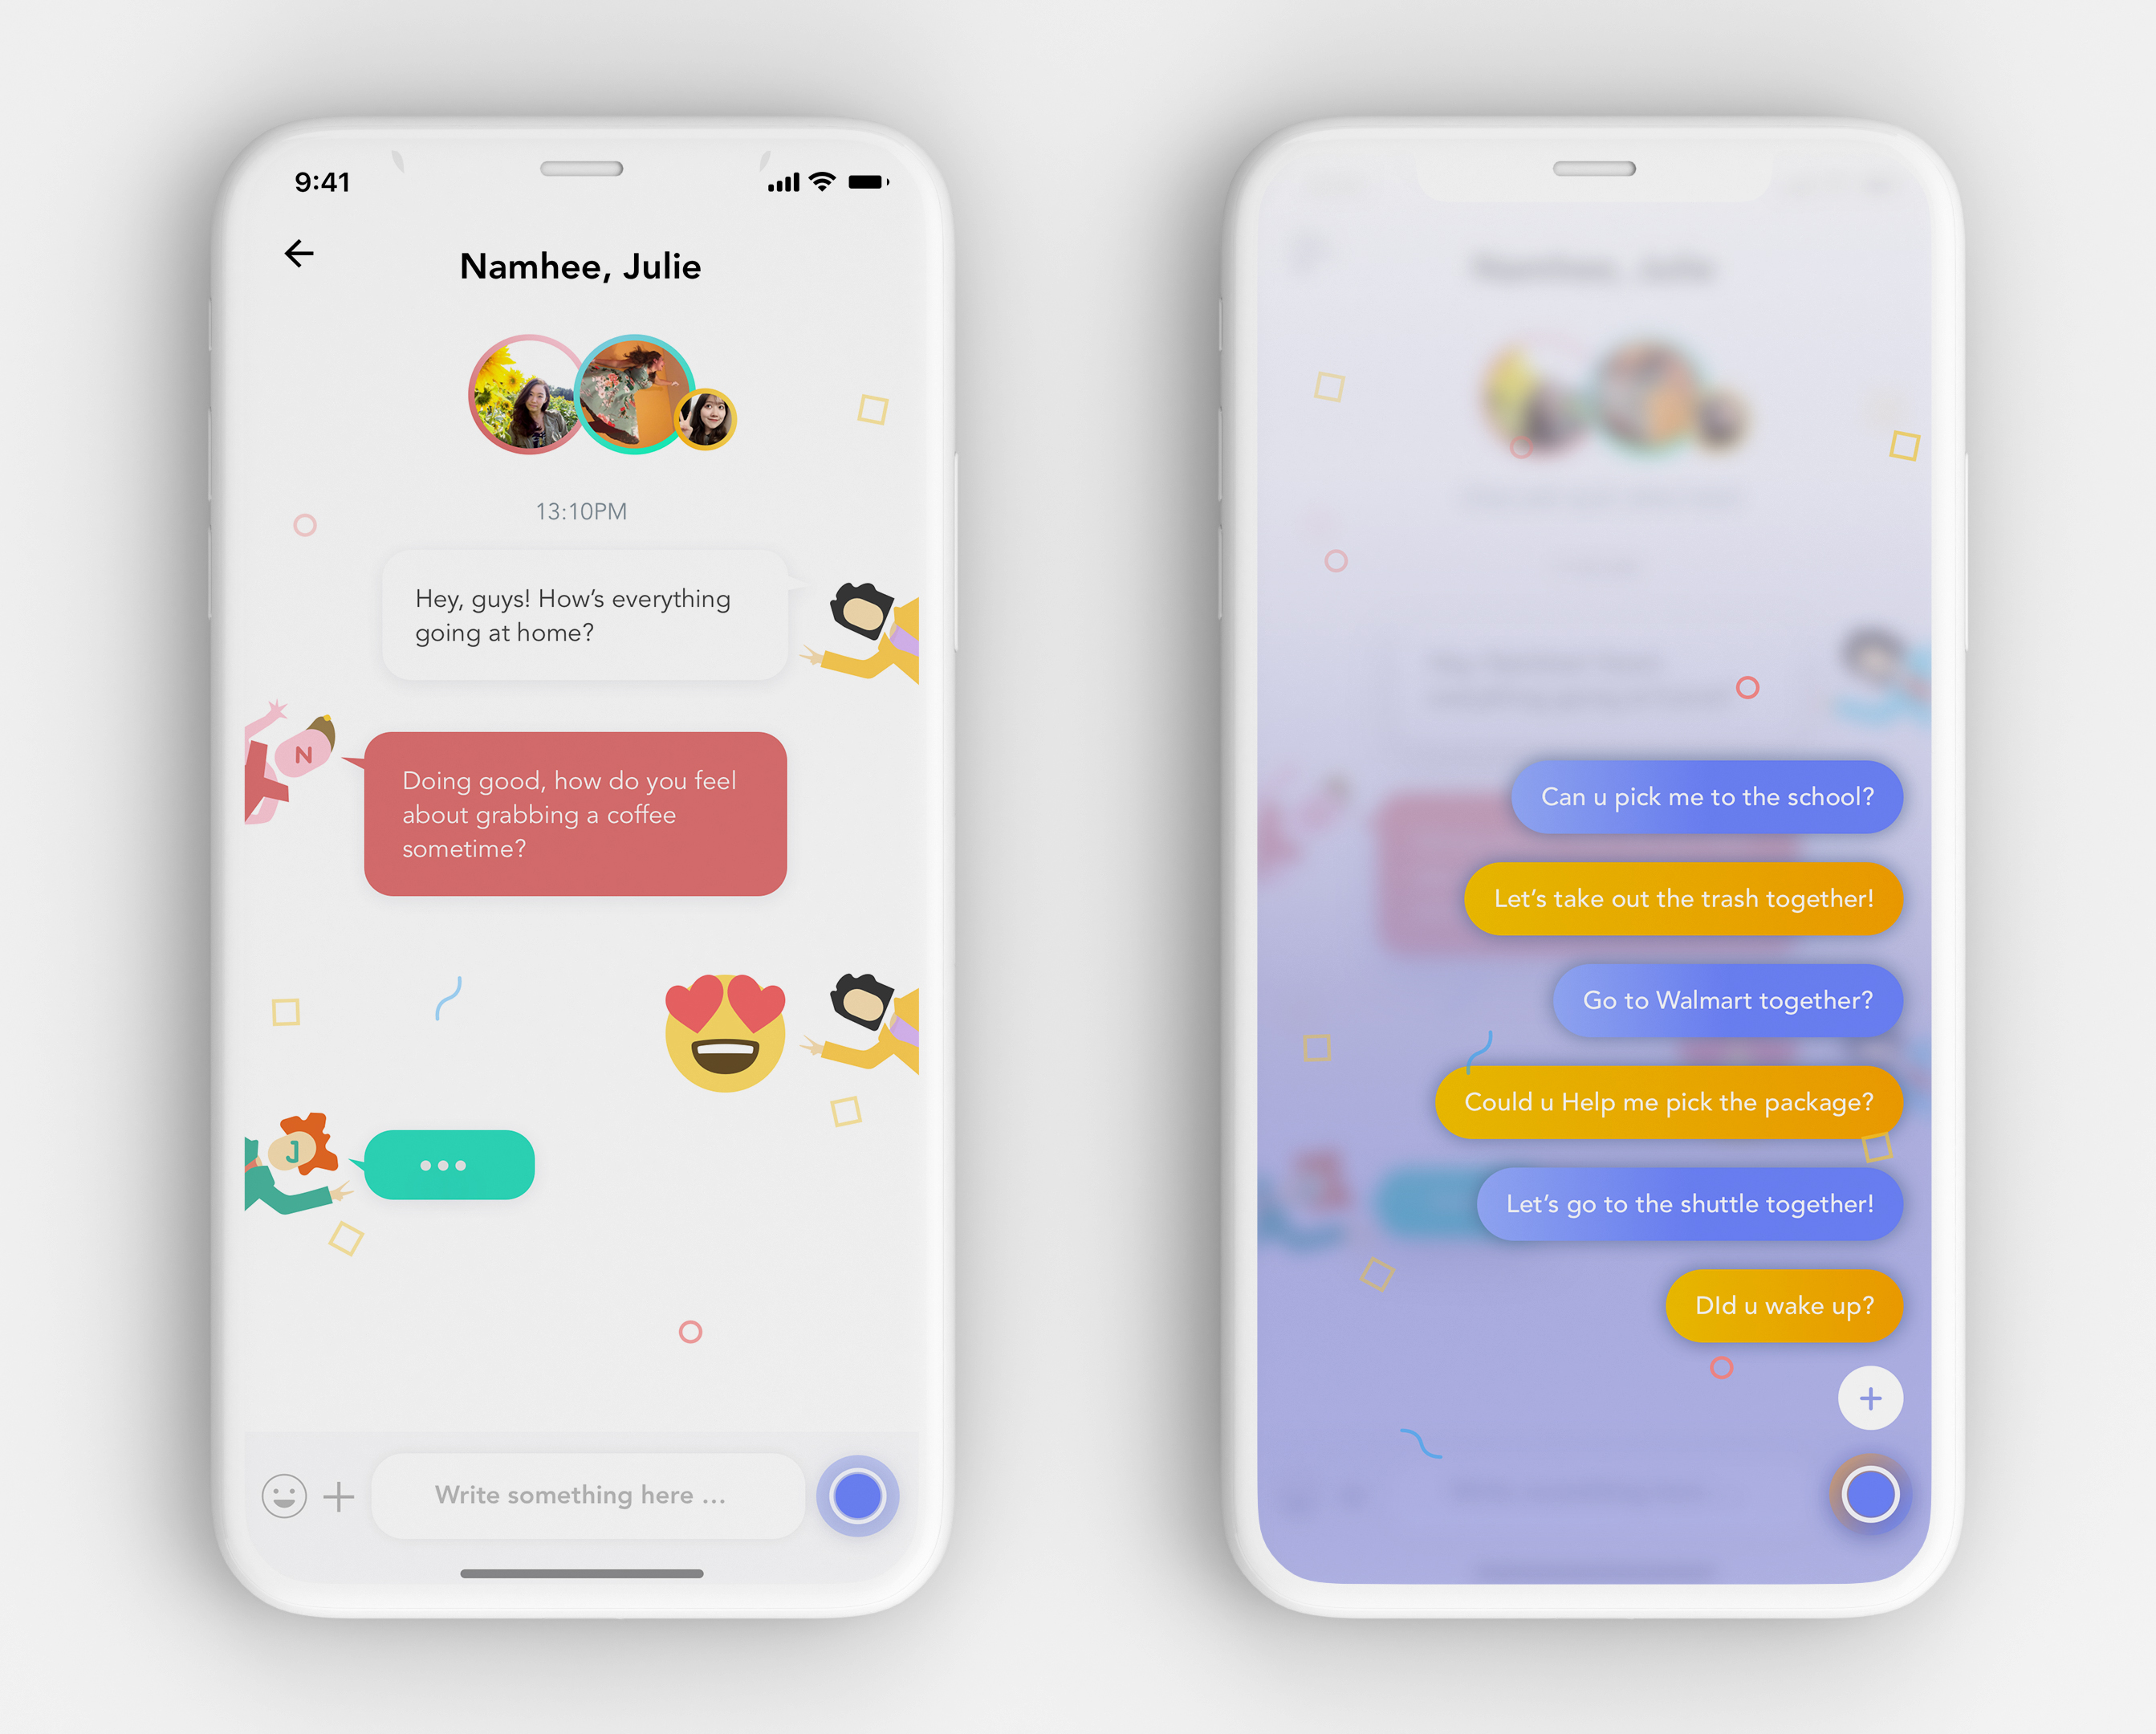 9:41
Namhee, Julie
13:10PM
Hey, guys! How’s everything
going at home?
N
Doing good, how do you feel
about grabbing a coffee
sometime?
J
Write something here ...
Namhee, Julie
Can u pick me to the school?
Let’s take out the trash together!
Go to Walmart together?
Could u Help me pick the package?
Let’s go to the shuttle together!
DId u wake up?